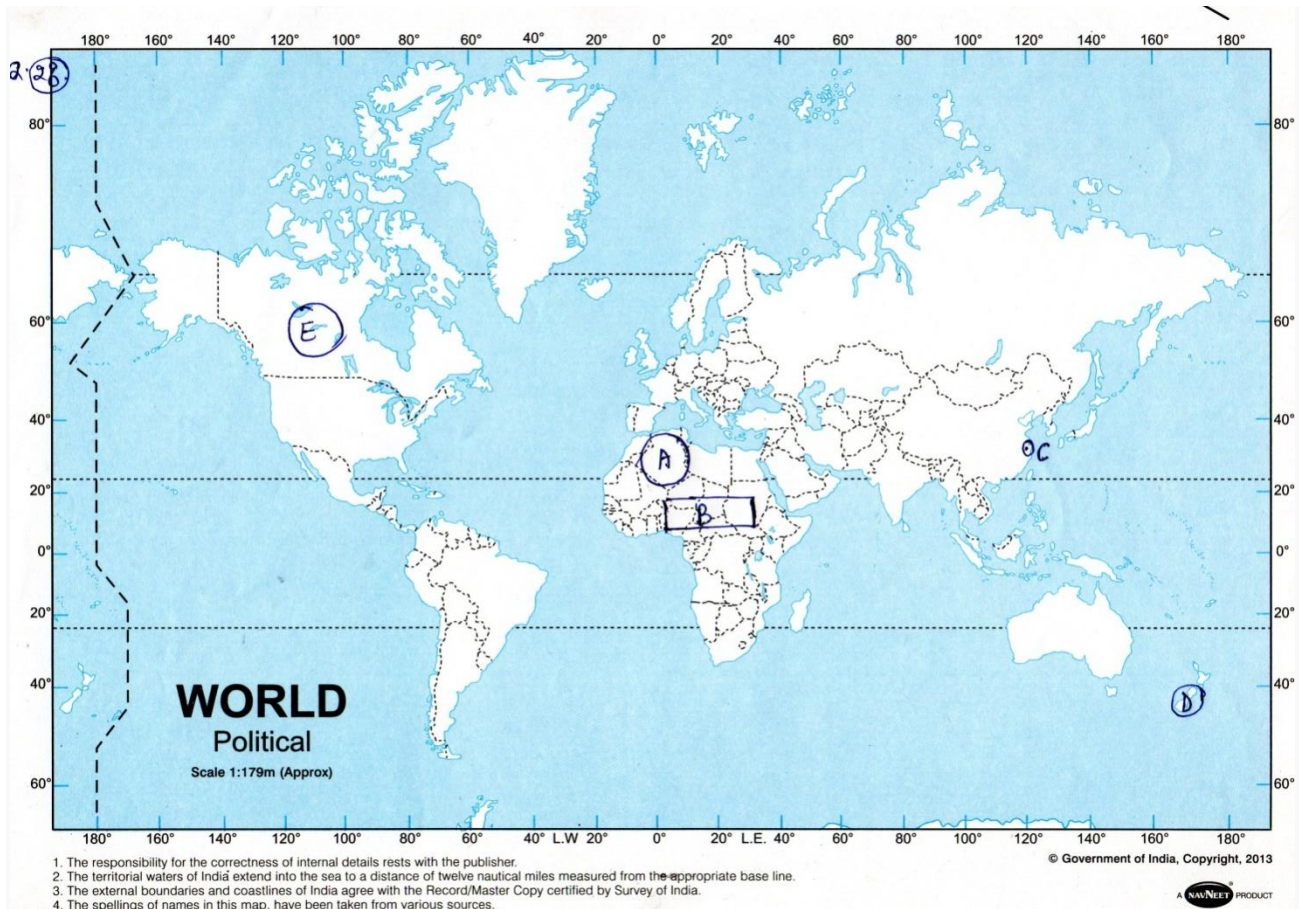 180° 160° 140° 120° 100° 80° 60° 40° 20° 0° 20° 40° 60° 80° 100° 120° 140° 160° 180°
2.28.
80° 80°
E
60° 60°
40° 40°
C
A
20° 20°
B
0° 0°
20° 20°
40° 40°
D
WORLD
Political
Scale 1:179m (Approx)
60° 60°
180° 160° 140° 120° 100° 80° 60° 40° L.W 20° 0° 20° L.E. 40° 60° 80° 100° 120° 140° 160° 180°
1. The responsibility for the correctness of internal details rests with the publisher.
© Government of India, Copyright, 2013
2. The territorial waters of India extend into the sea to a distance of twelve nautical miles measured from the appropriate base line.
3. The external boundaries and coastlines of India agree with the Record/Master Copy certified by Survey of India.
4. The spellings of names in this map, have been taken from various sources.
A NAVNEET PRODUCT